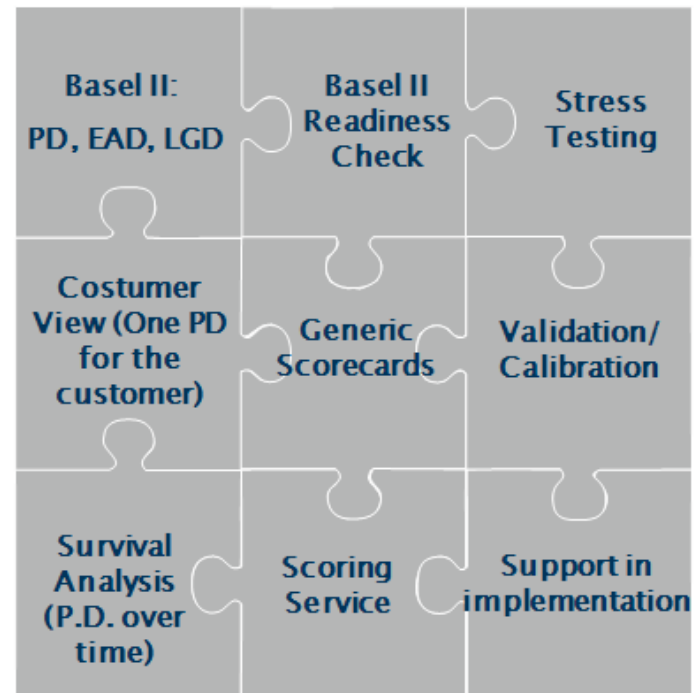 Basel II:
PD, EAD, LGD
Basel II
Readiness
Check
Stress
Testing
Costumer
View (One PD
for the
customer)
Generic
Scorecards
Validation/
Calibration
Survival
Analysis
(P.D. over
time)
Scoring
Service
Support in
implementation